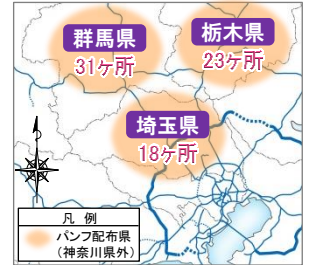 群馬県
31ヶ所
栃木県
23ヶ所
埼玉県
18ヶ所
凡 例
パンフ配布県
(神奈川県外)